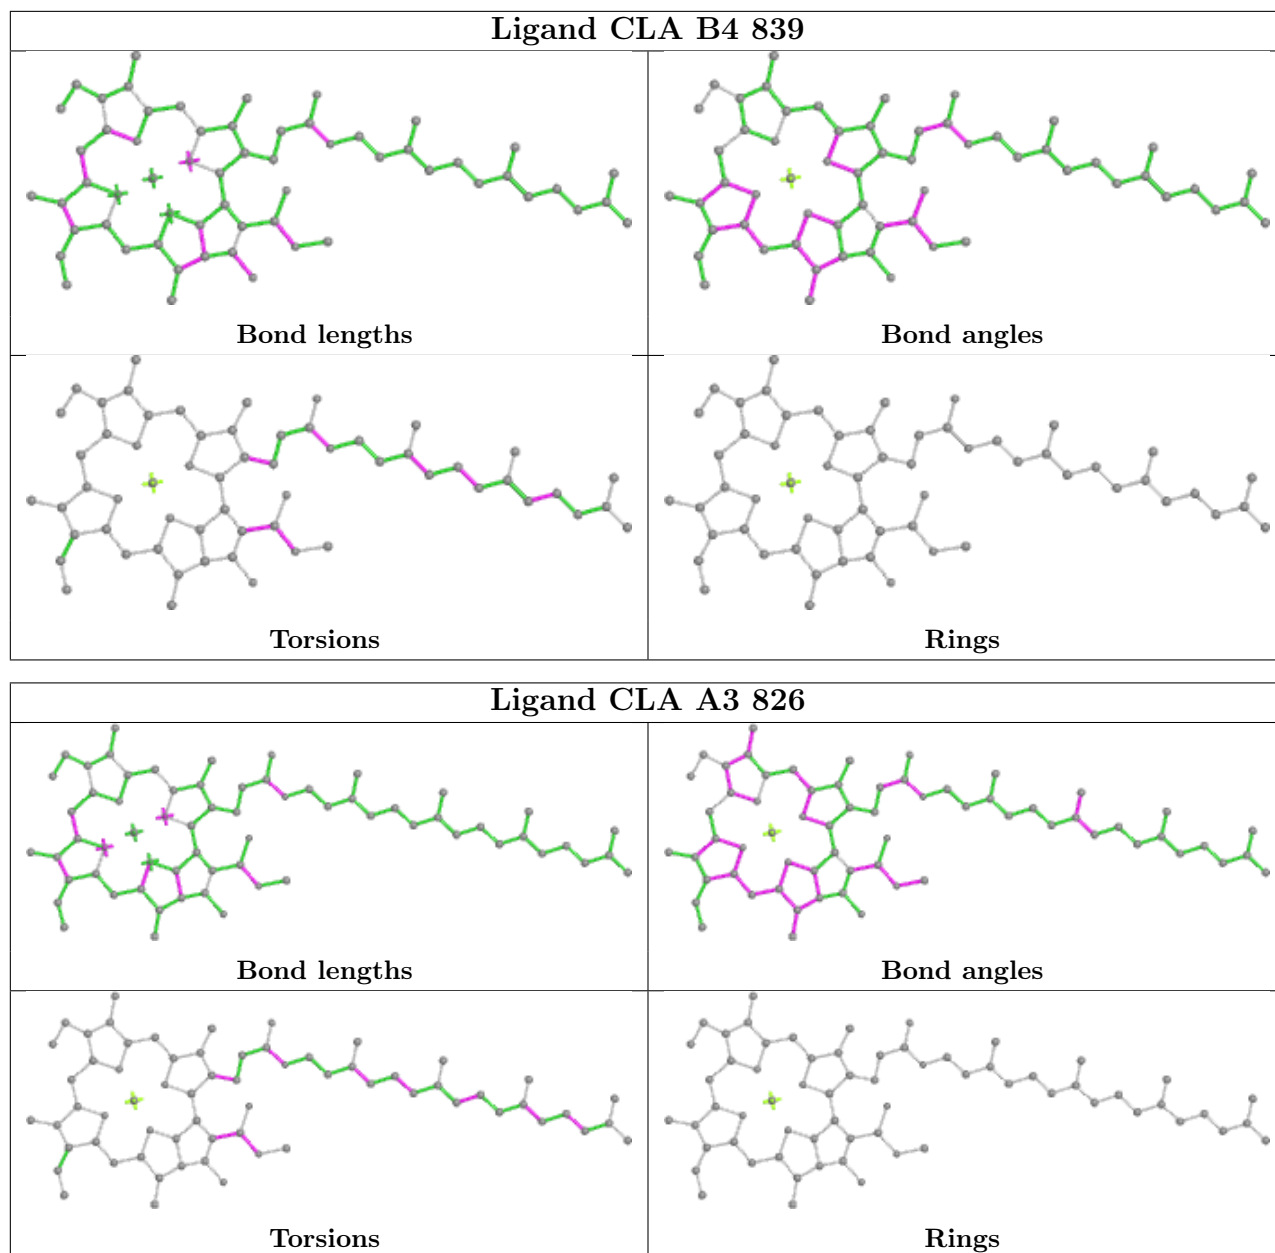 Ligand CLA B4 839
Bond lengths
Bond angles
Torsions
Rings
Ligand CLA A3 826
Bond lengths
Bond angles
Torsions
Rings